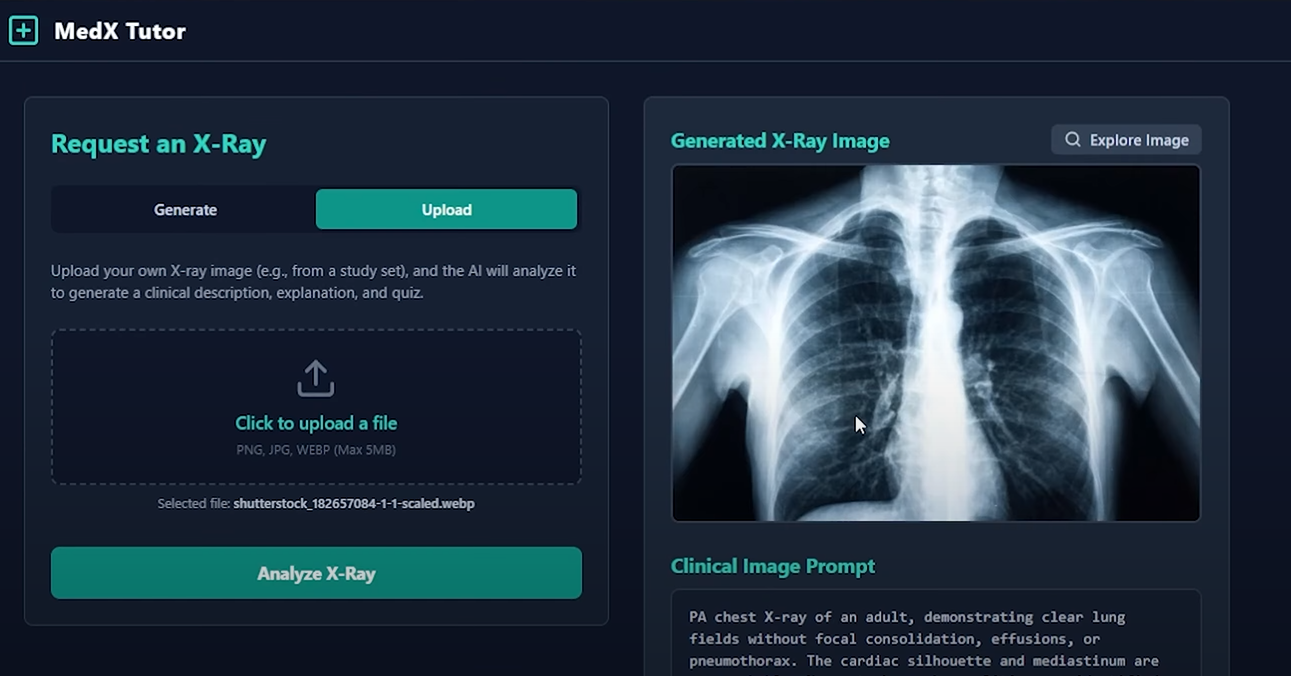 MedX Tutor
Request an X-Ray
Generate
Upload
Upload your own X-ray image (e.g., from a study set), and the AI will analyze it
to generate a clinical description, explanation, and quiz.
Click to upload a file
PNG, JPG, WEBP (Max 5MB)
Selected file: shutterstock_182657084-1-1-scaled.webp
Analyze X-Ray
Generated X-Ray Image
Explore Image
Clinical Image Prompt
PA chest X-ray of an adult, demonstrating clear lung
fields without focal consolidation, effusions, or
pneumothorax. The cardiac silhouette and mediastinum are